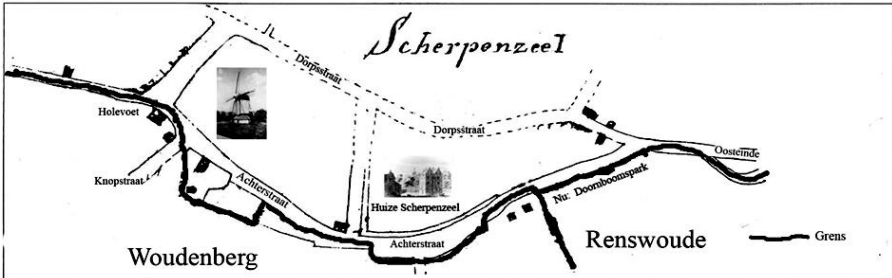 Scherpenzeel
Dorpsstraat
Holevoet
Dorpsstraat
Oosteinde
Knopstraat
Achterstraat
Huize Scherpenzeel
Nu: Doornboomspark
Achterstraat
Woudenberg
Renswoude
Grens